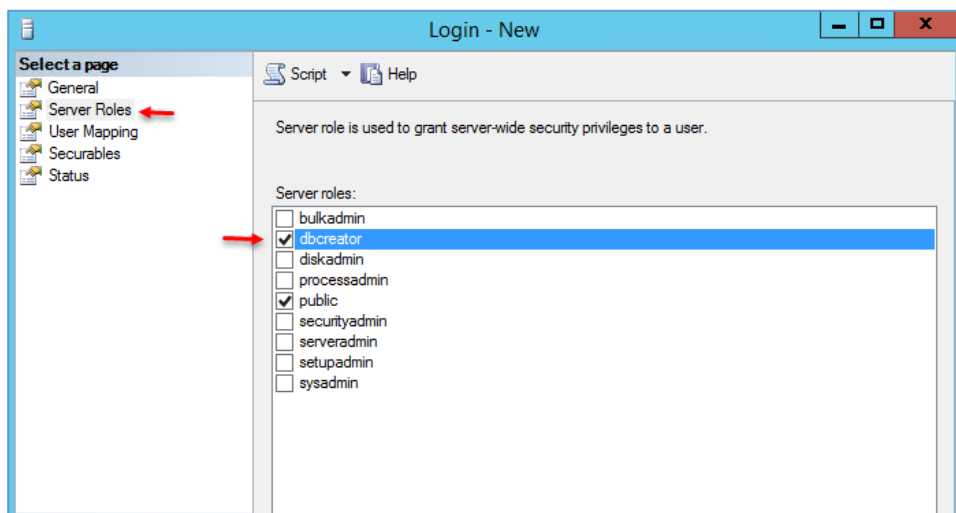 Login - New
Select a page
General
Server Roles
User Mapping
Securables
Status
Script Help
Server role is used to grant server-wide security privileges to a user.
Server roles:
bulkadmin
dbcreator
diskadmin
processadmin
public
securityadmin
serveradmin
setupadmin
sysadmin